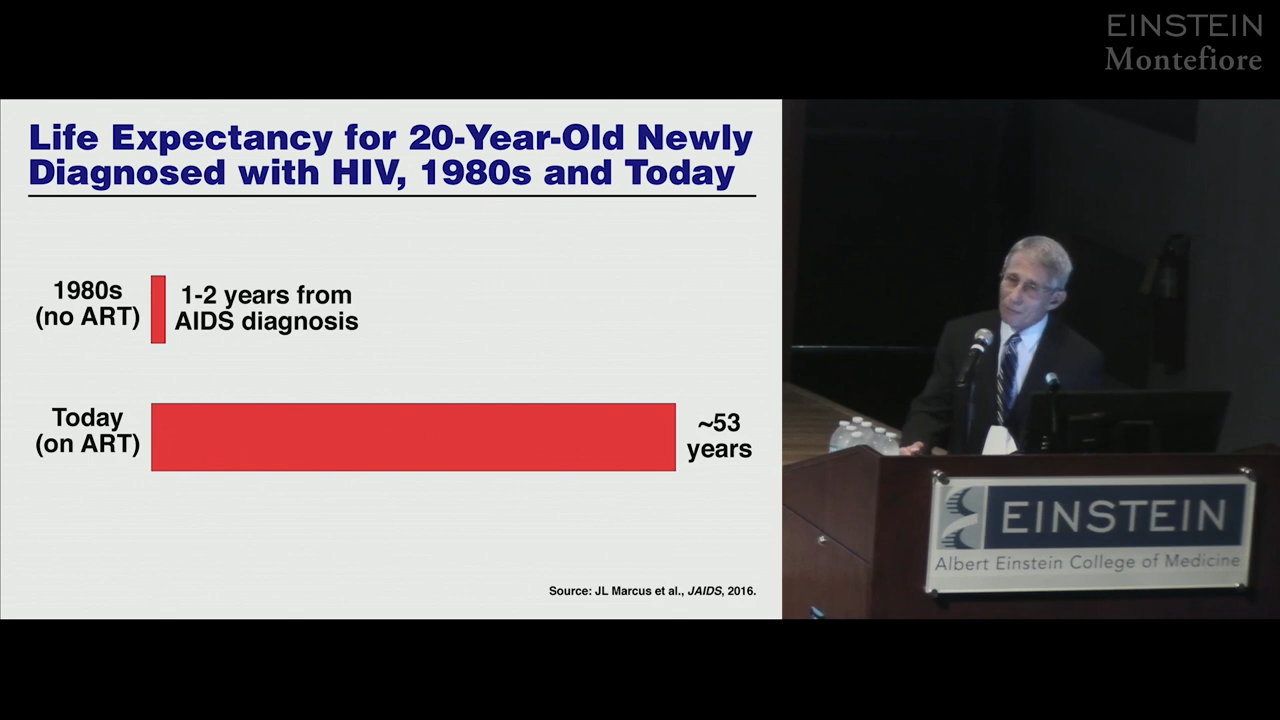 EINSTEIN
Montefiore
Life Expectancy for 20-Year-Old Newly
Diagnosed with HIV, 1980s and Today
1980s
(no ART)
1-2 years from
AIDS diagnosis
Today
(on ART)
~53
years
Source: JL Marcus et al., JAIDS, 2016.
EINSTEIN
Albert Einstein College of Medicine